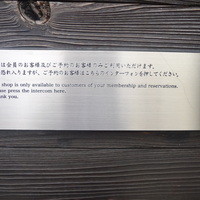 は会員のお客様及びご予約のお客様のみご利用いただけます。
恐れ入りますが、ご予約のお客様はこちらのインターフォンを押してください。
shop is only available to customers of your membership and reservations.
ase press the intercom here.
ank you.